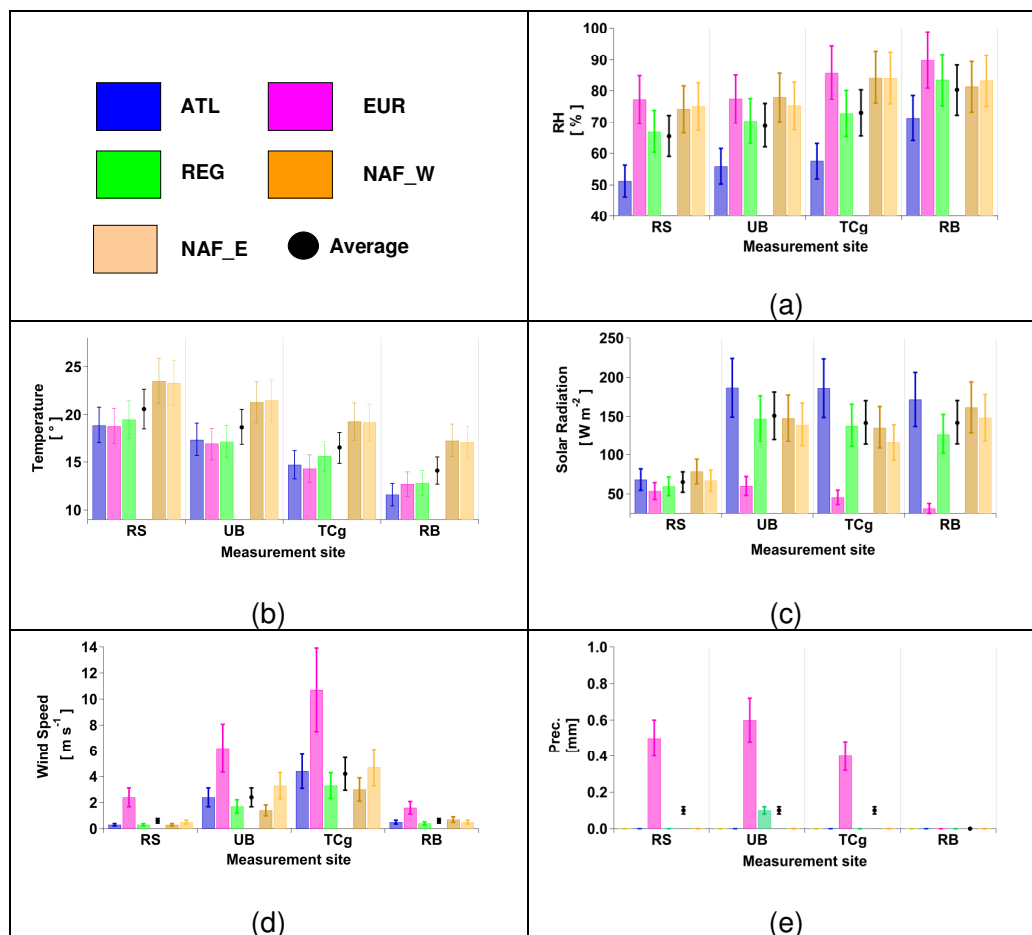 ATL
EUR
REG
NAF_W
NAF_E
Average
100
90
80
70
60
50
40
RH
[ % ]
RS UB TCg RB
Measurement site
(a)
25
20
15
10
Temperature
[ ° ]
RS UB TCg RB
Measurement site
(b)
250
200
150
100
50
Solar Radiation
[ W m-2 ]
RS UB TCg RB
Measurement site
(c)
14
12
10
8
6
4
2
0
Wind Speed
[ m s-1 ]
RS UB TCg RB
Measurement site
(d)
1.0
0.8
0.6
0.4
0.2
0.0
Prec.
[mm]
RS UB TCg RB
Measurement site
(e)